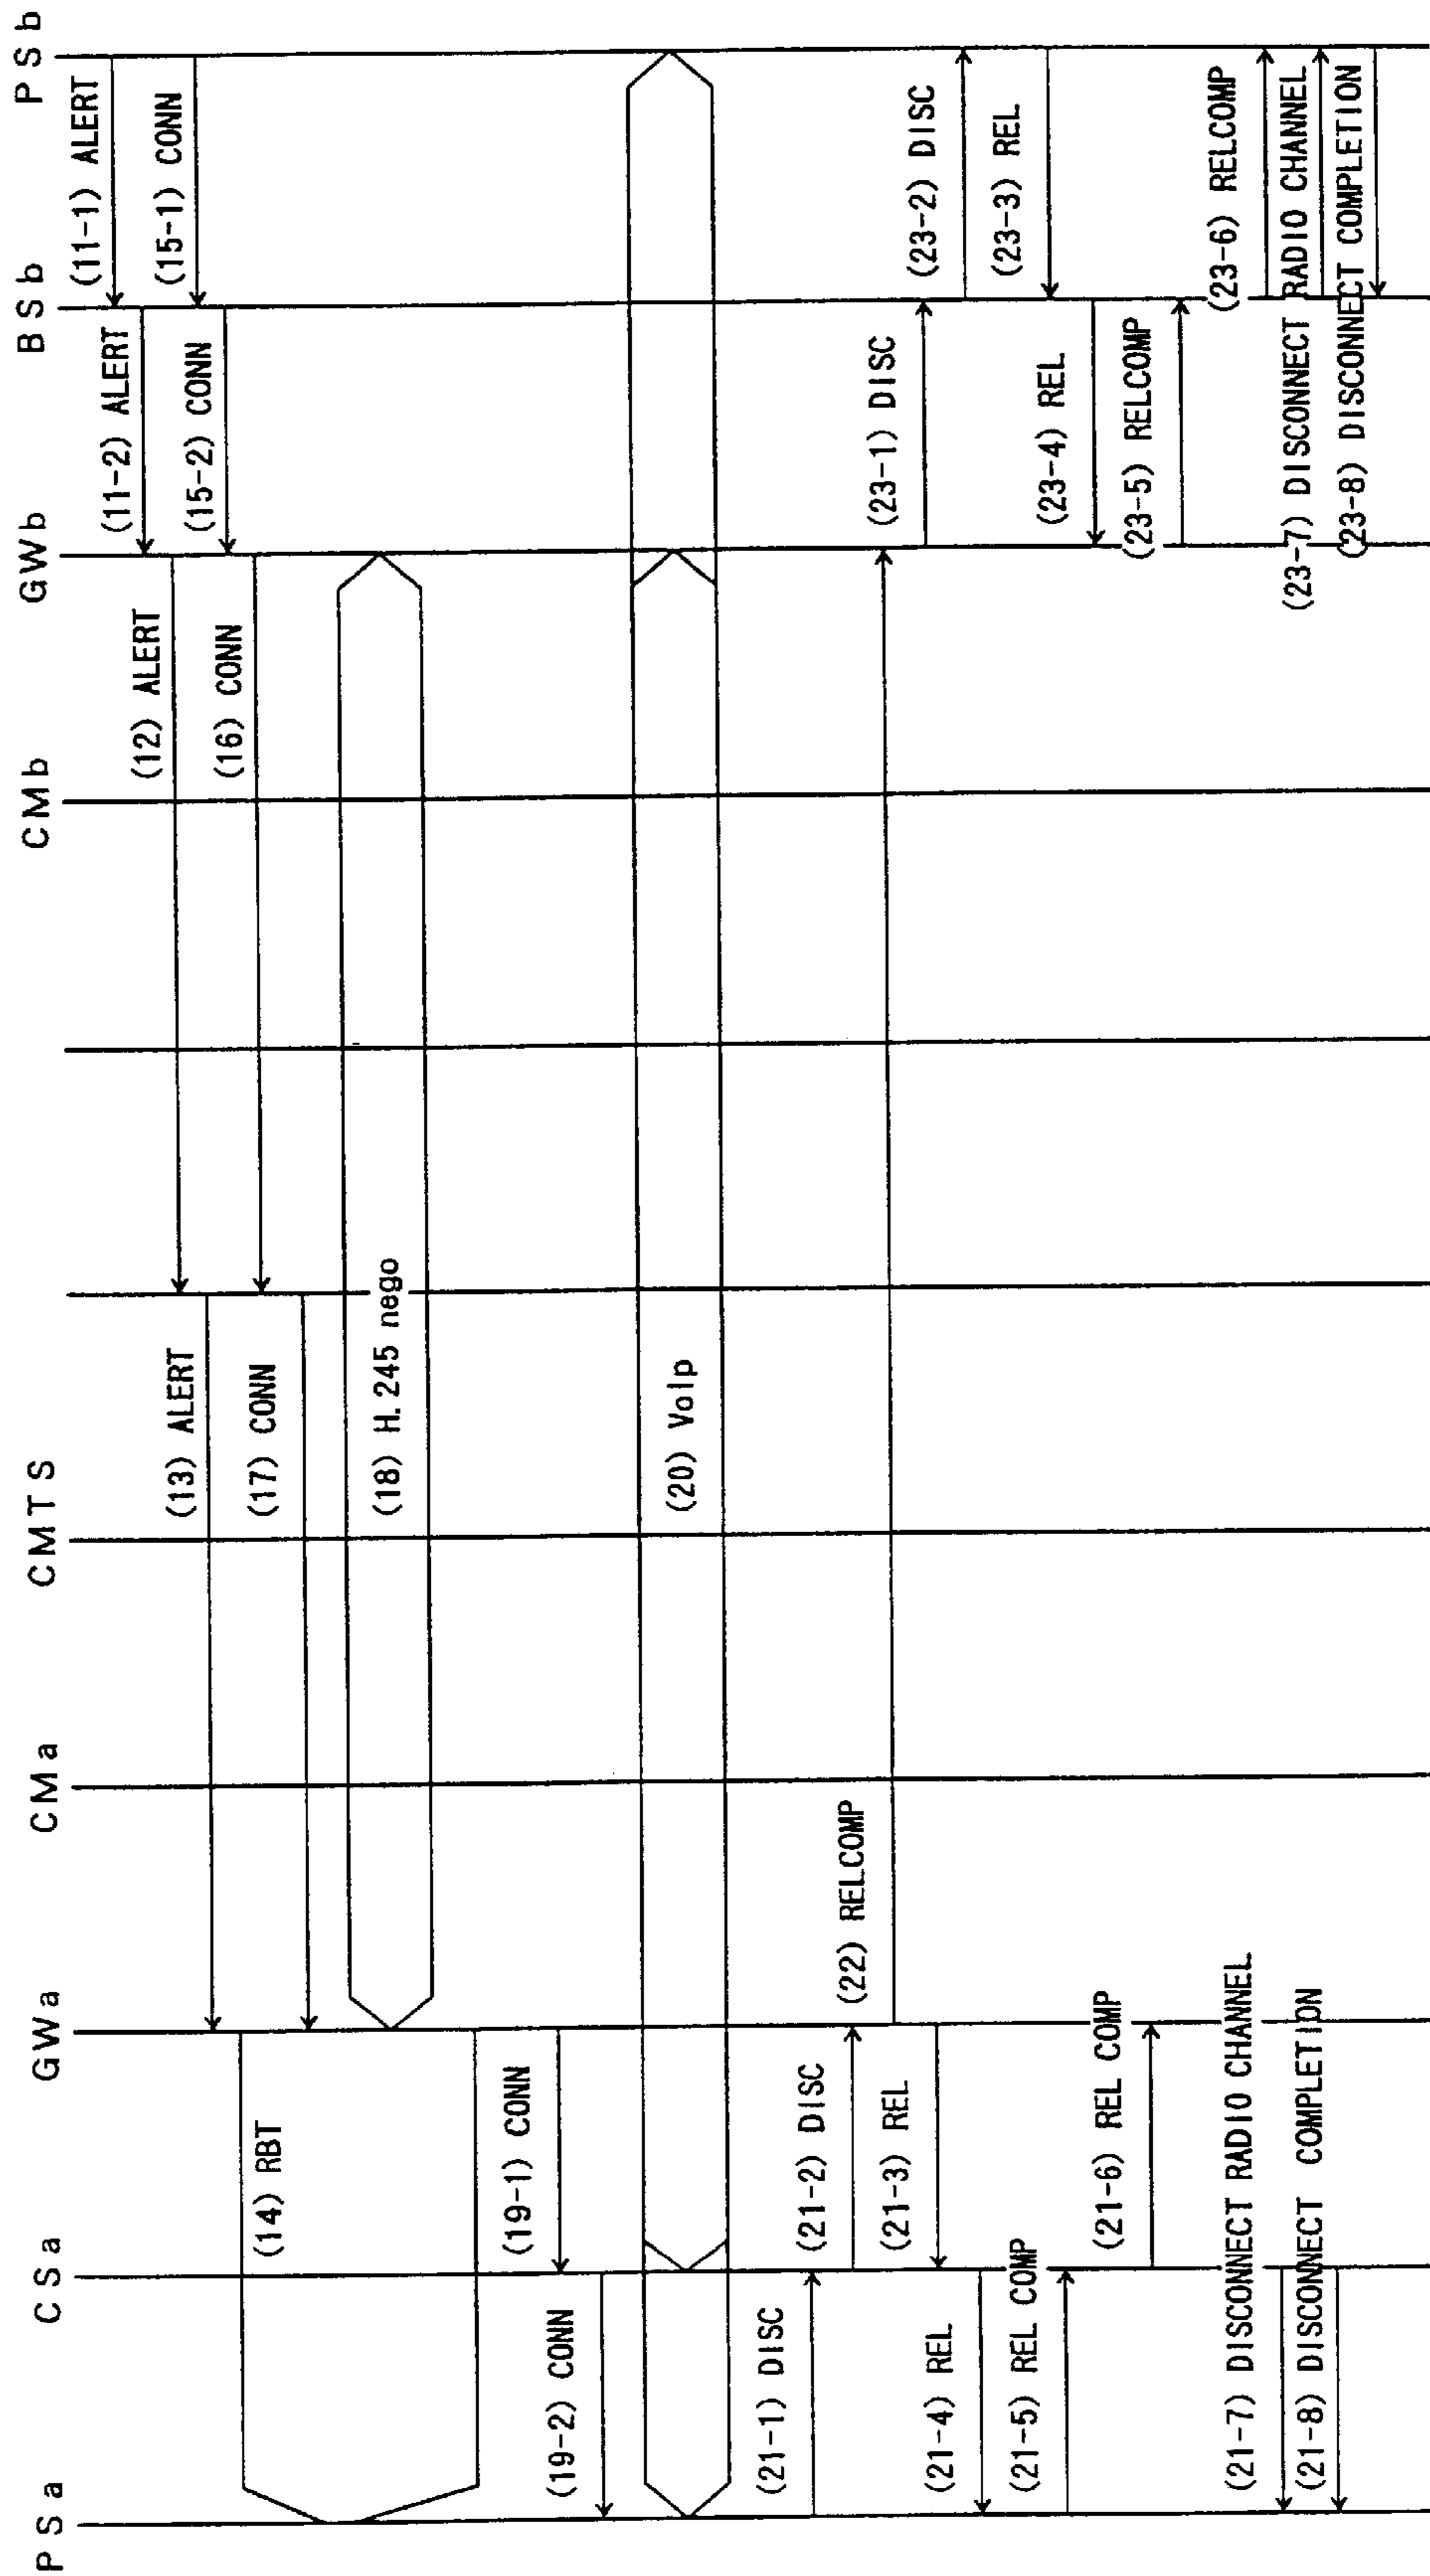 PSa
CSa
GWa
CMa
CMTS
CMb
GWb
BSb
PSb
(11-1) ALERT
(11-2) ALERT
(12) ALERT
(13) ALERT
(14) RBT
(15-1) CONN
(15-2) CONN
(16) CONN
(17) CONN
(18) H.245 nego
(19-1) CONN
(19-2) CONN
(20) VoIp
(21-1) DISC
(21-2) DISC
(22) RELCOMP
(21-3) REL
(21-4) REL
(21-5) REL COMP
(21-6) REL COMP
(21-7) DISCONNECT RADIO CHANNEL
(21-8) DISCONNECT COMPLETION
(23-1) DISC
(23-2) DISC
(23-3) REL
(23-4) REL
(23-5) RELCOMP
(23-6) RELCOMP
(23-7) DISCONNECT RADIO CHANNEL
(23-8) DISCONNECT COMPLETION